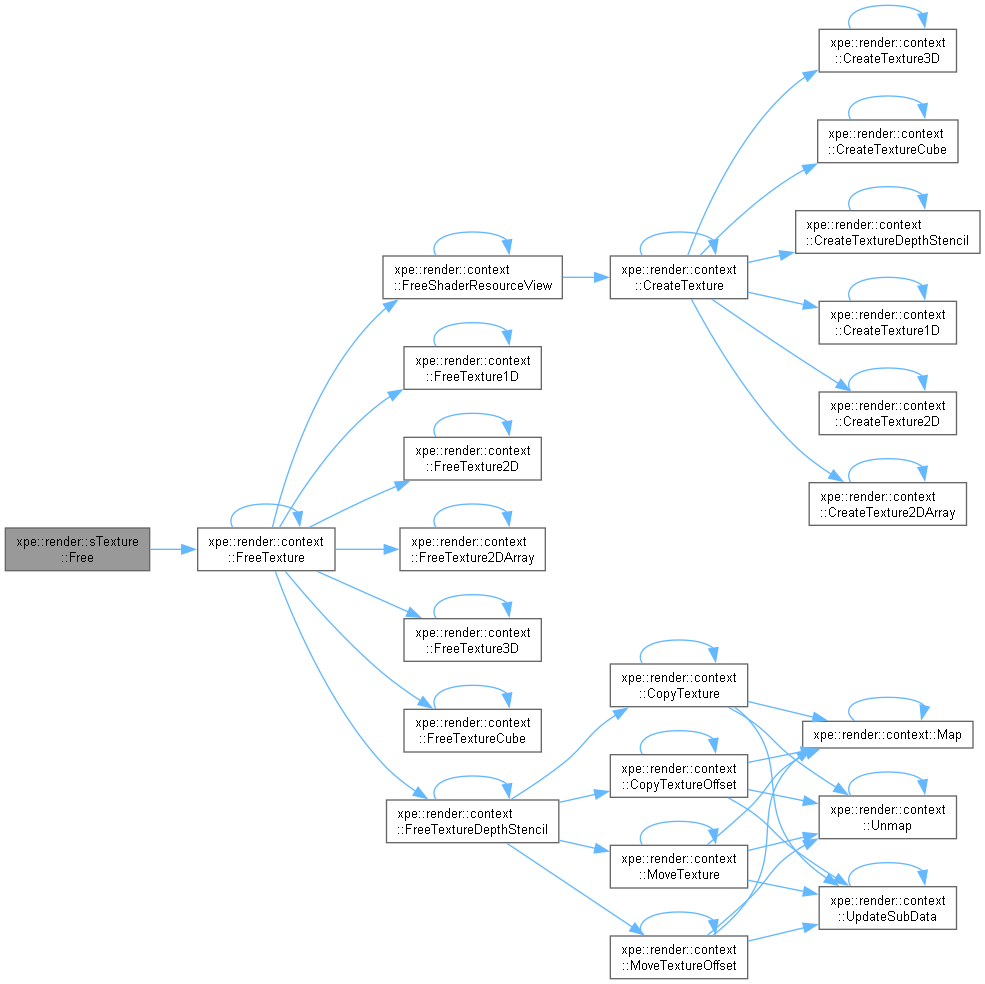 xpe::render::context
::CreateTexture3D
xpe::render::context
::CreateTextureCube
xpe::render::context
::CreateTextureDepthStencil
xpe::render::context
::FreeShaderResourceView
xpe::render::context
::CreateTexture
xpe::render::context
::CreateTexture1D
xpe::render::context
::FreeTexture1D
xpe::render::context
::CreateTexture2D
xpe::render::context
::FreeTexture2D
xpe::render::context
::CreateTexture2DArray
xpe::render::sTexture
::Free
xpe::render::context
::FreeTexture
xpe::render::context
::FreeTexture2DArray
xpe::render::context
::FreeTexture3D
xpe::render::context
::CopyTexture
xpe::render::context
::FreeTextureCube
xpe::render::context::Map
xpe::render::context
::CopyTextureOffset
xpe::render::context
::FreeTextureDepthStencil
xpe::render::context
::Unmap
xpe::render::context
::MoveTexture
xpe::render::context
::UpdateSubData
xpe::render::context
::MoveTextureOffset